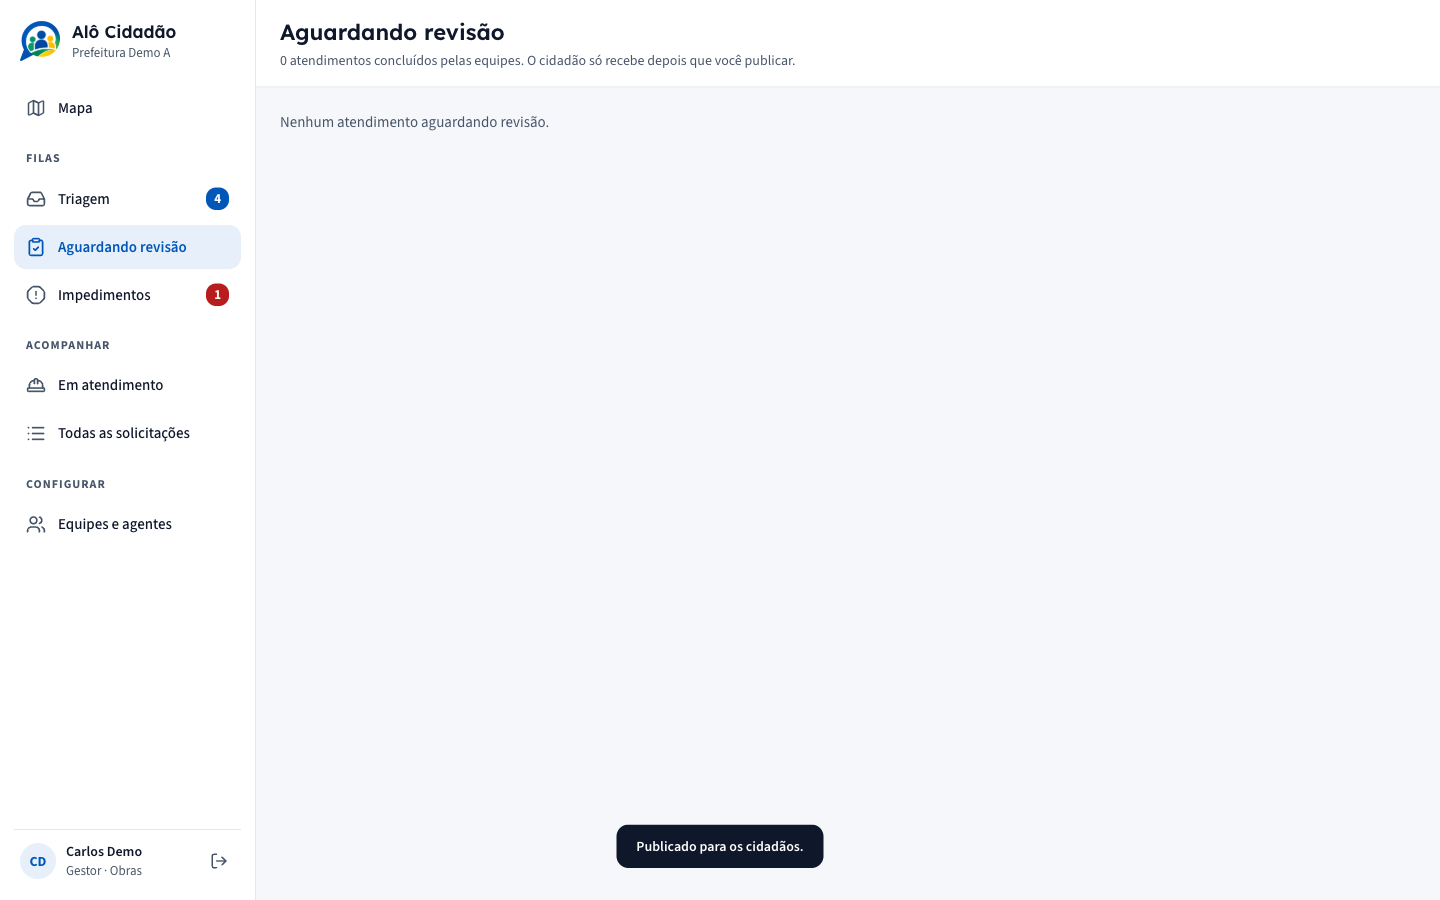 Alô Cidadão
Prefeitura Demo A
Mapa
FILAS
Triagem 4
Aguardando revisão
Impedimentos 1
ACOMPANHAR
Em atendimento
Todas as solicitações
CONFIGURAR
Equipes e agentes
CD
Carlos Demo
Gestor · Obras
Aguardando revisão
0 atendimentos concluídos pelas equipes. O cidadão só recebe depois que você publicar.
Nenhum atendimento aguardando revisão.
Publicado para os cidadãos.